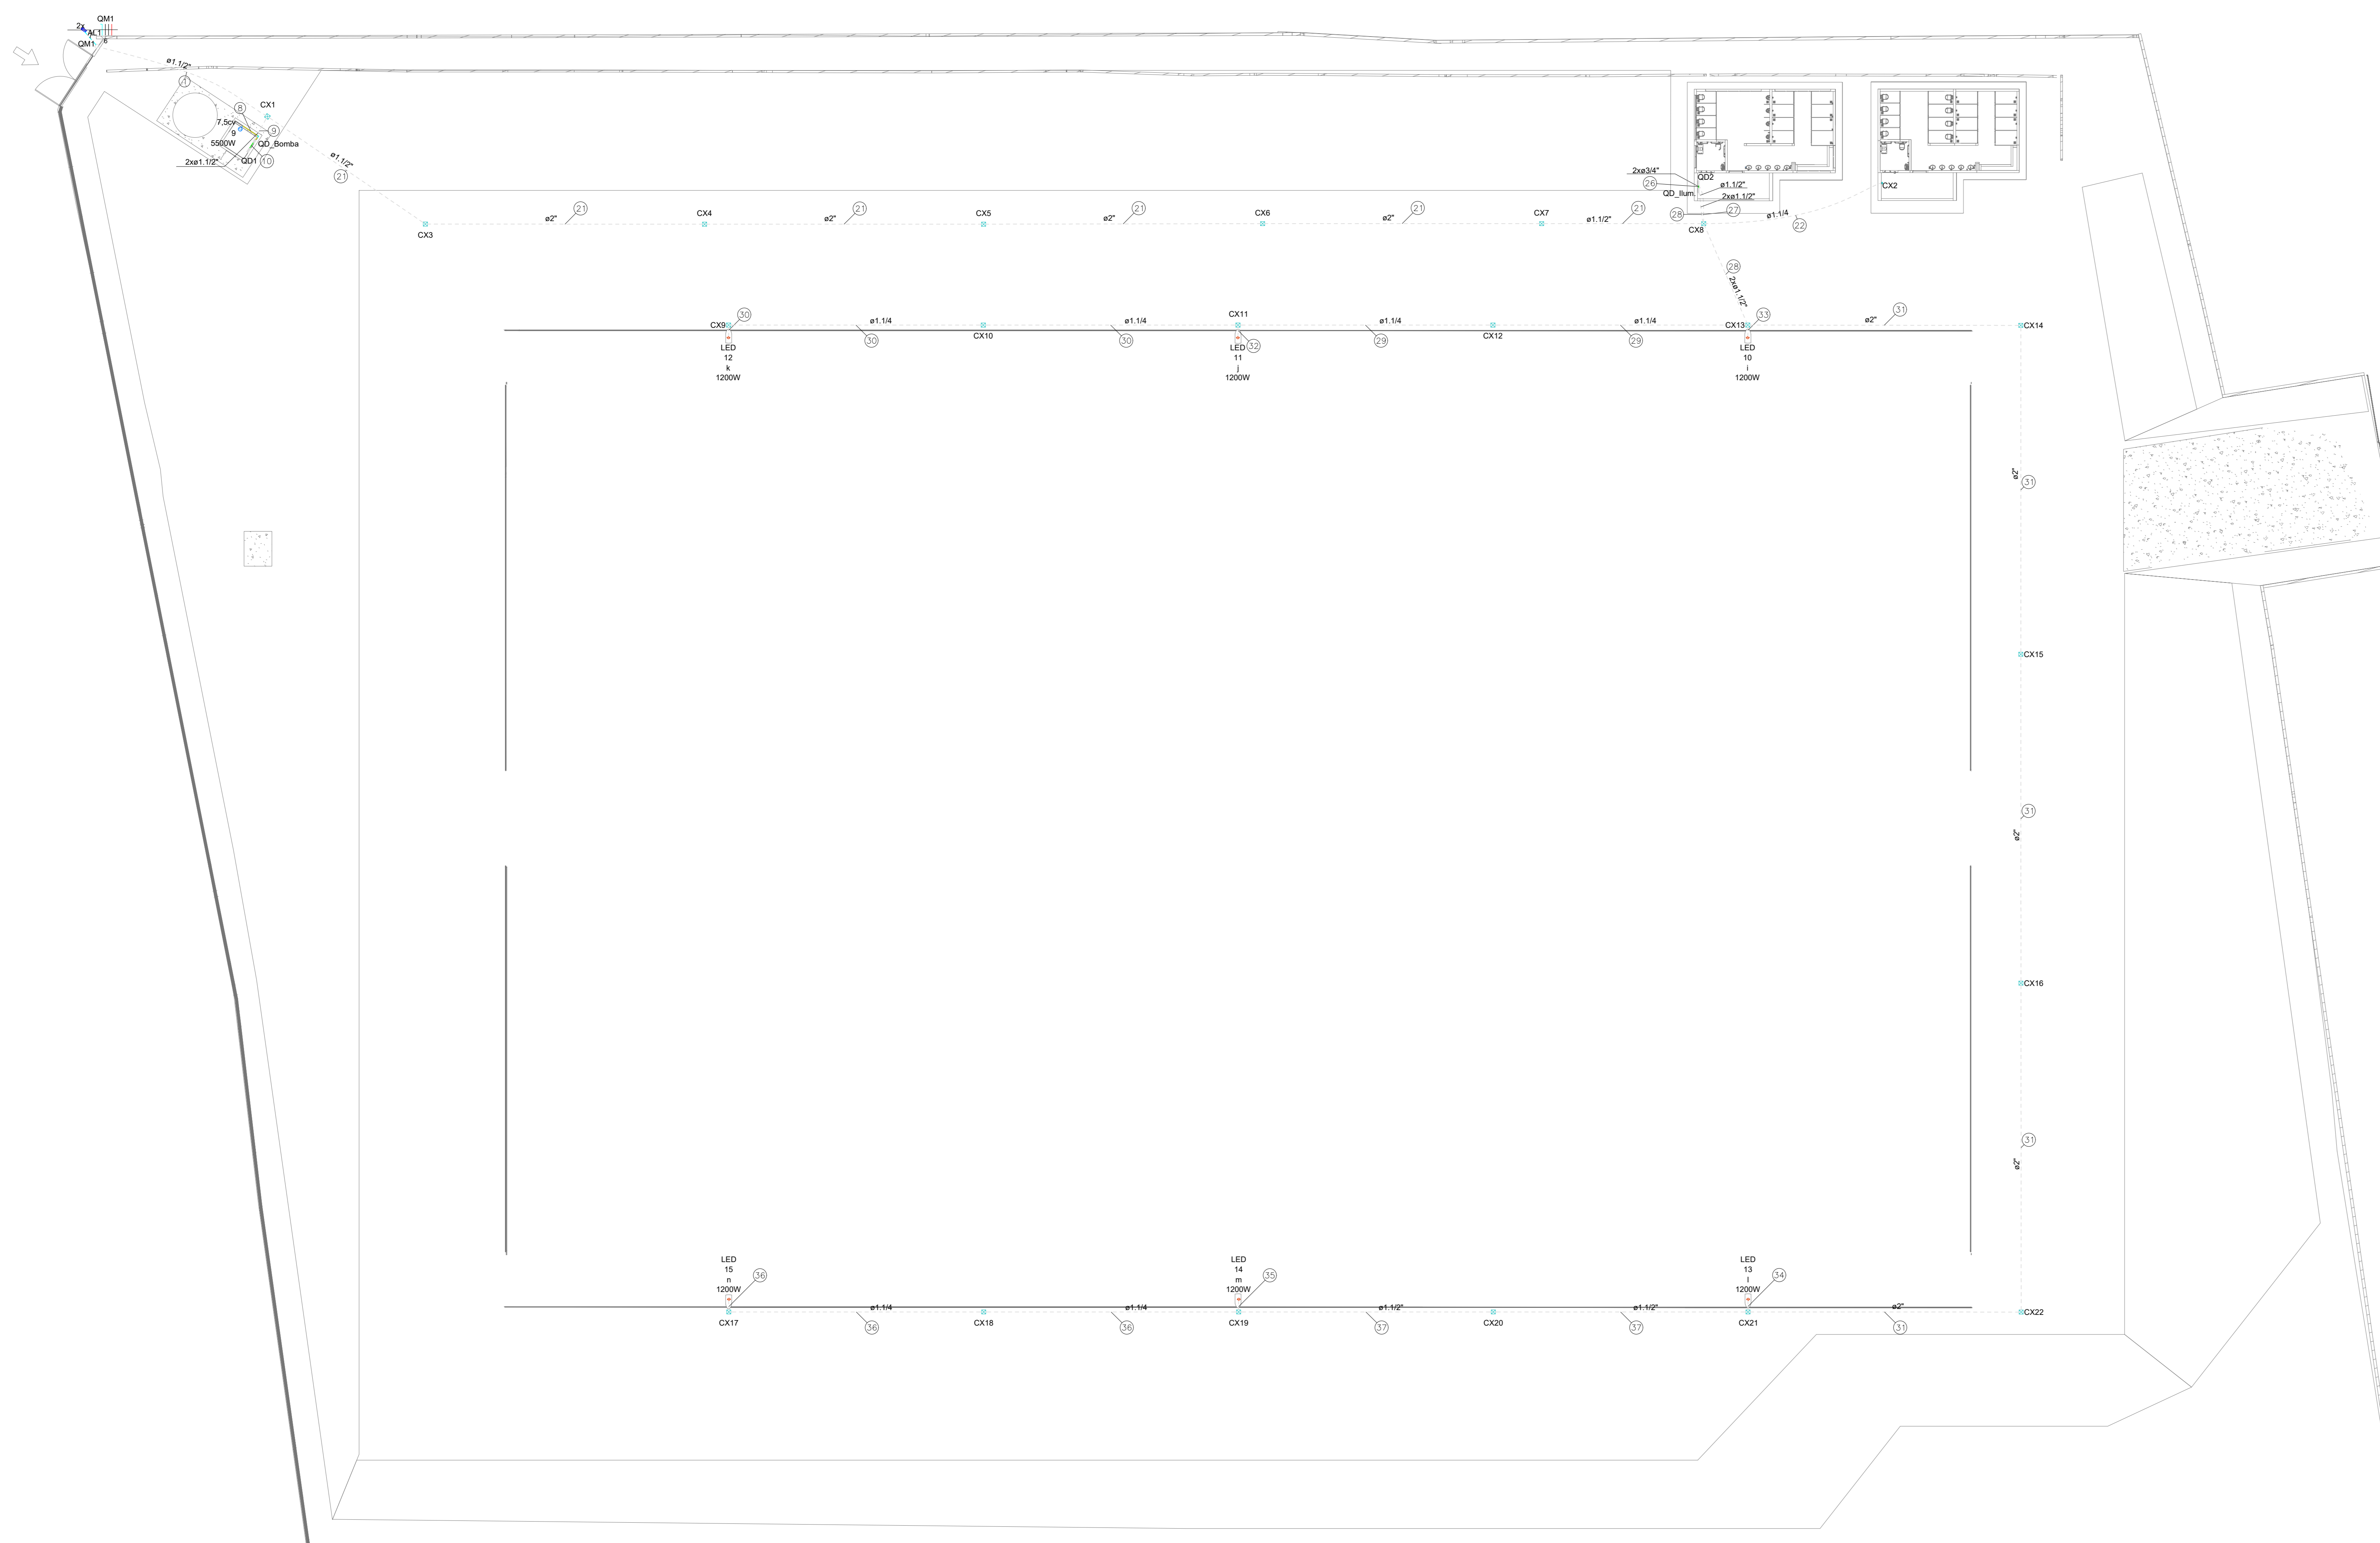 QM1
2x
AL1
QM1
6
ø1.1/2"
1
8
CX1
7,5cv
9
9
5500W
QD_Bomba
2xø1.1/2"
QD1
10
ø1.1/2"
21
CX3
ø2"
21
CX4
ø2"
21
CX5
ø2"
21
CX6
ø2"
21
CX7
ø1.1/2"
21
2xø3/4"
26
QD2
QD_Ilum.
ø1.1/2"
2xø1.1/2"
28
27
CX8
ø1.1/4
22
CX2
28
2xø1.1/2"
CX9
30
ø1.1/4
30
CX10
ø1.1/4
30
CX11
32
ø1.1/4
29
CX12
ø1.1/4
29
CX13
33
ø2"
31
CX14
LED
12
k
1200W
LED
11
j
1200W
LED
10
i
1200W
ø2"
31
CX15
31
ø2"
CX16
31
ø2"
LED
15
n
1200W
36
LED
14
m
1200W
35
LED
13
l
1200W
34
CX17
ø1.1/4
36
CX18
ø1.1/4
36
CX19
ø1.1/2"
37
CX20
ø1.1/2"
37
CX21
ø2"
31
CX22